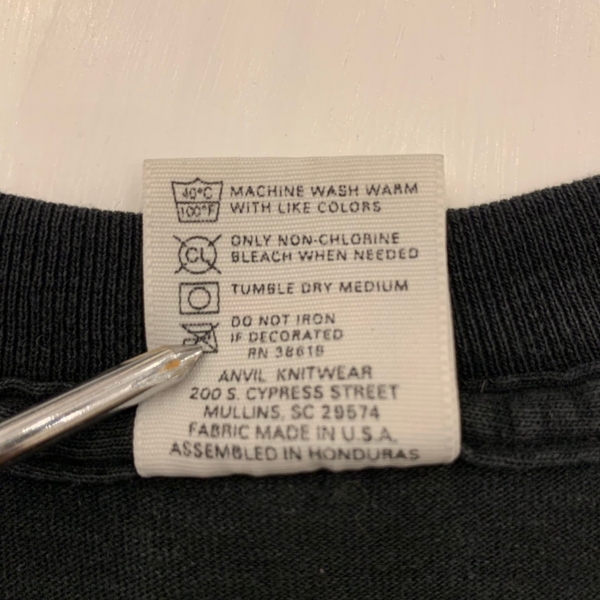 40°C
100°F
MACHINE WASH WARM
WITH LIKE COLORS
CL
ONLY NON-CHLORINE
BLEACH WHEN NEEDED
TUMBLE DRY MEDIUM
DO NOT IRON
IF DECORATED
RN 38619
ANVIL KNITWEAR
200 S. CYPRESS STREET
MULLINS, SC 29574
FABRIC MADE IN U.S.A.
ASSEMBLED IN HONDURAS